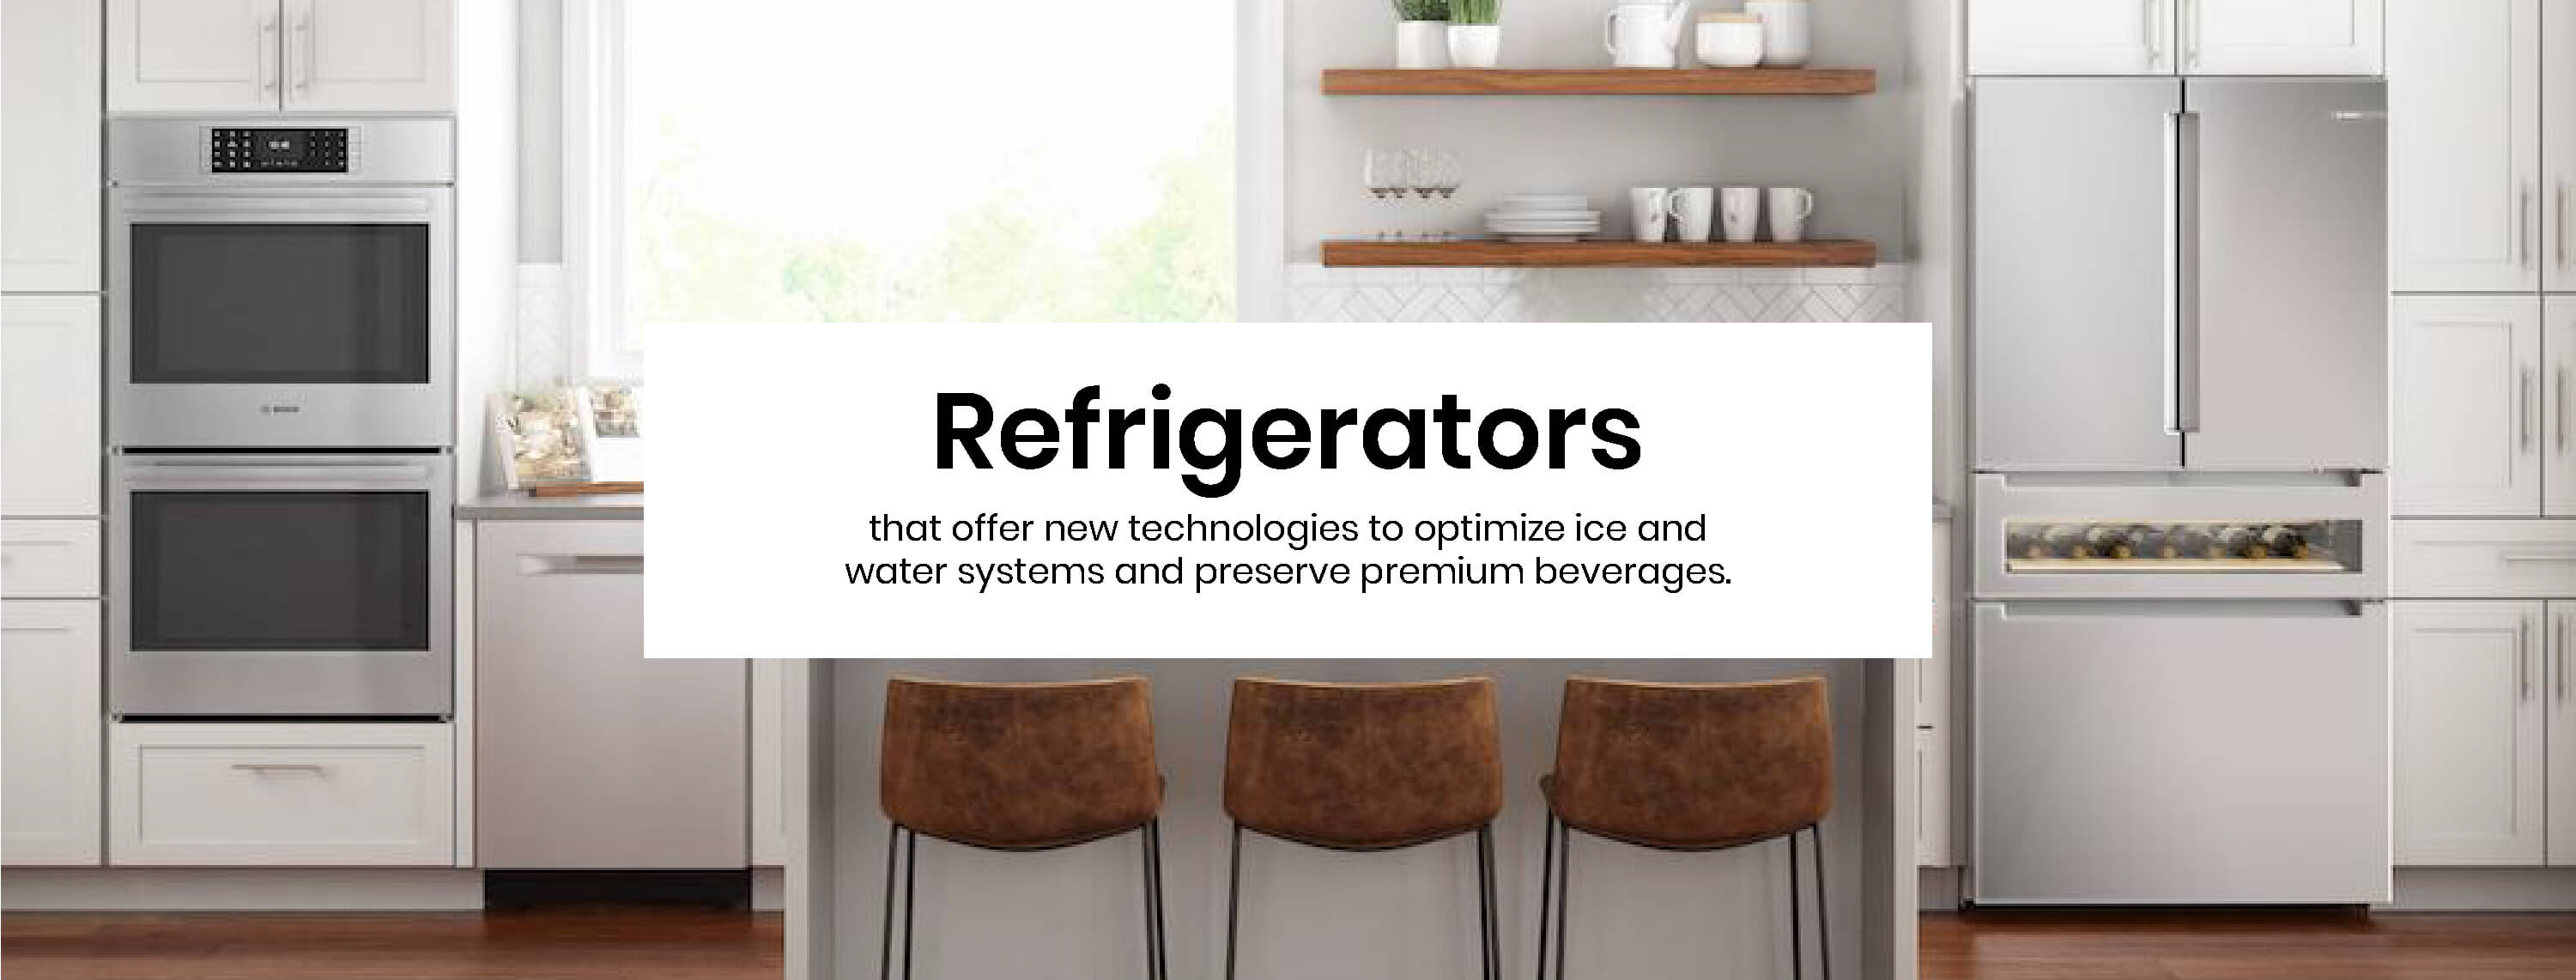 Refrigerators
that offer new technologies to optimize ice and
water systems and preserve premium beverages.